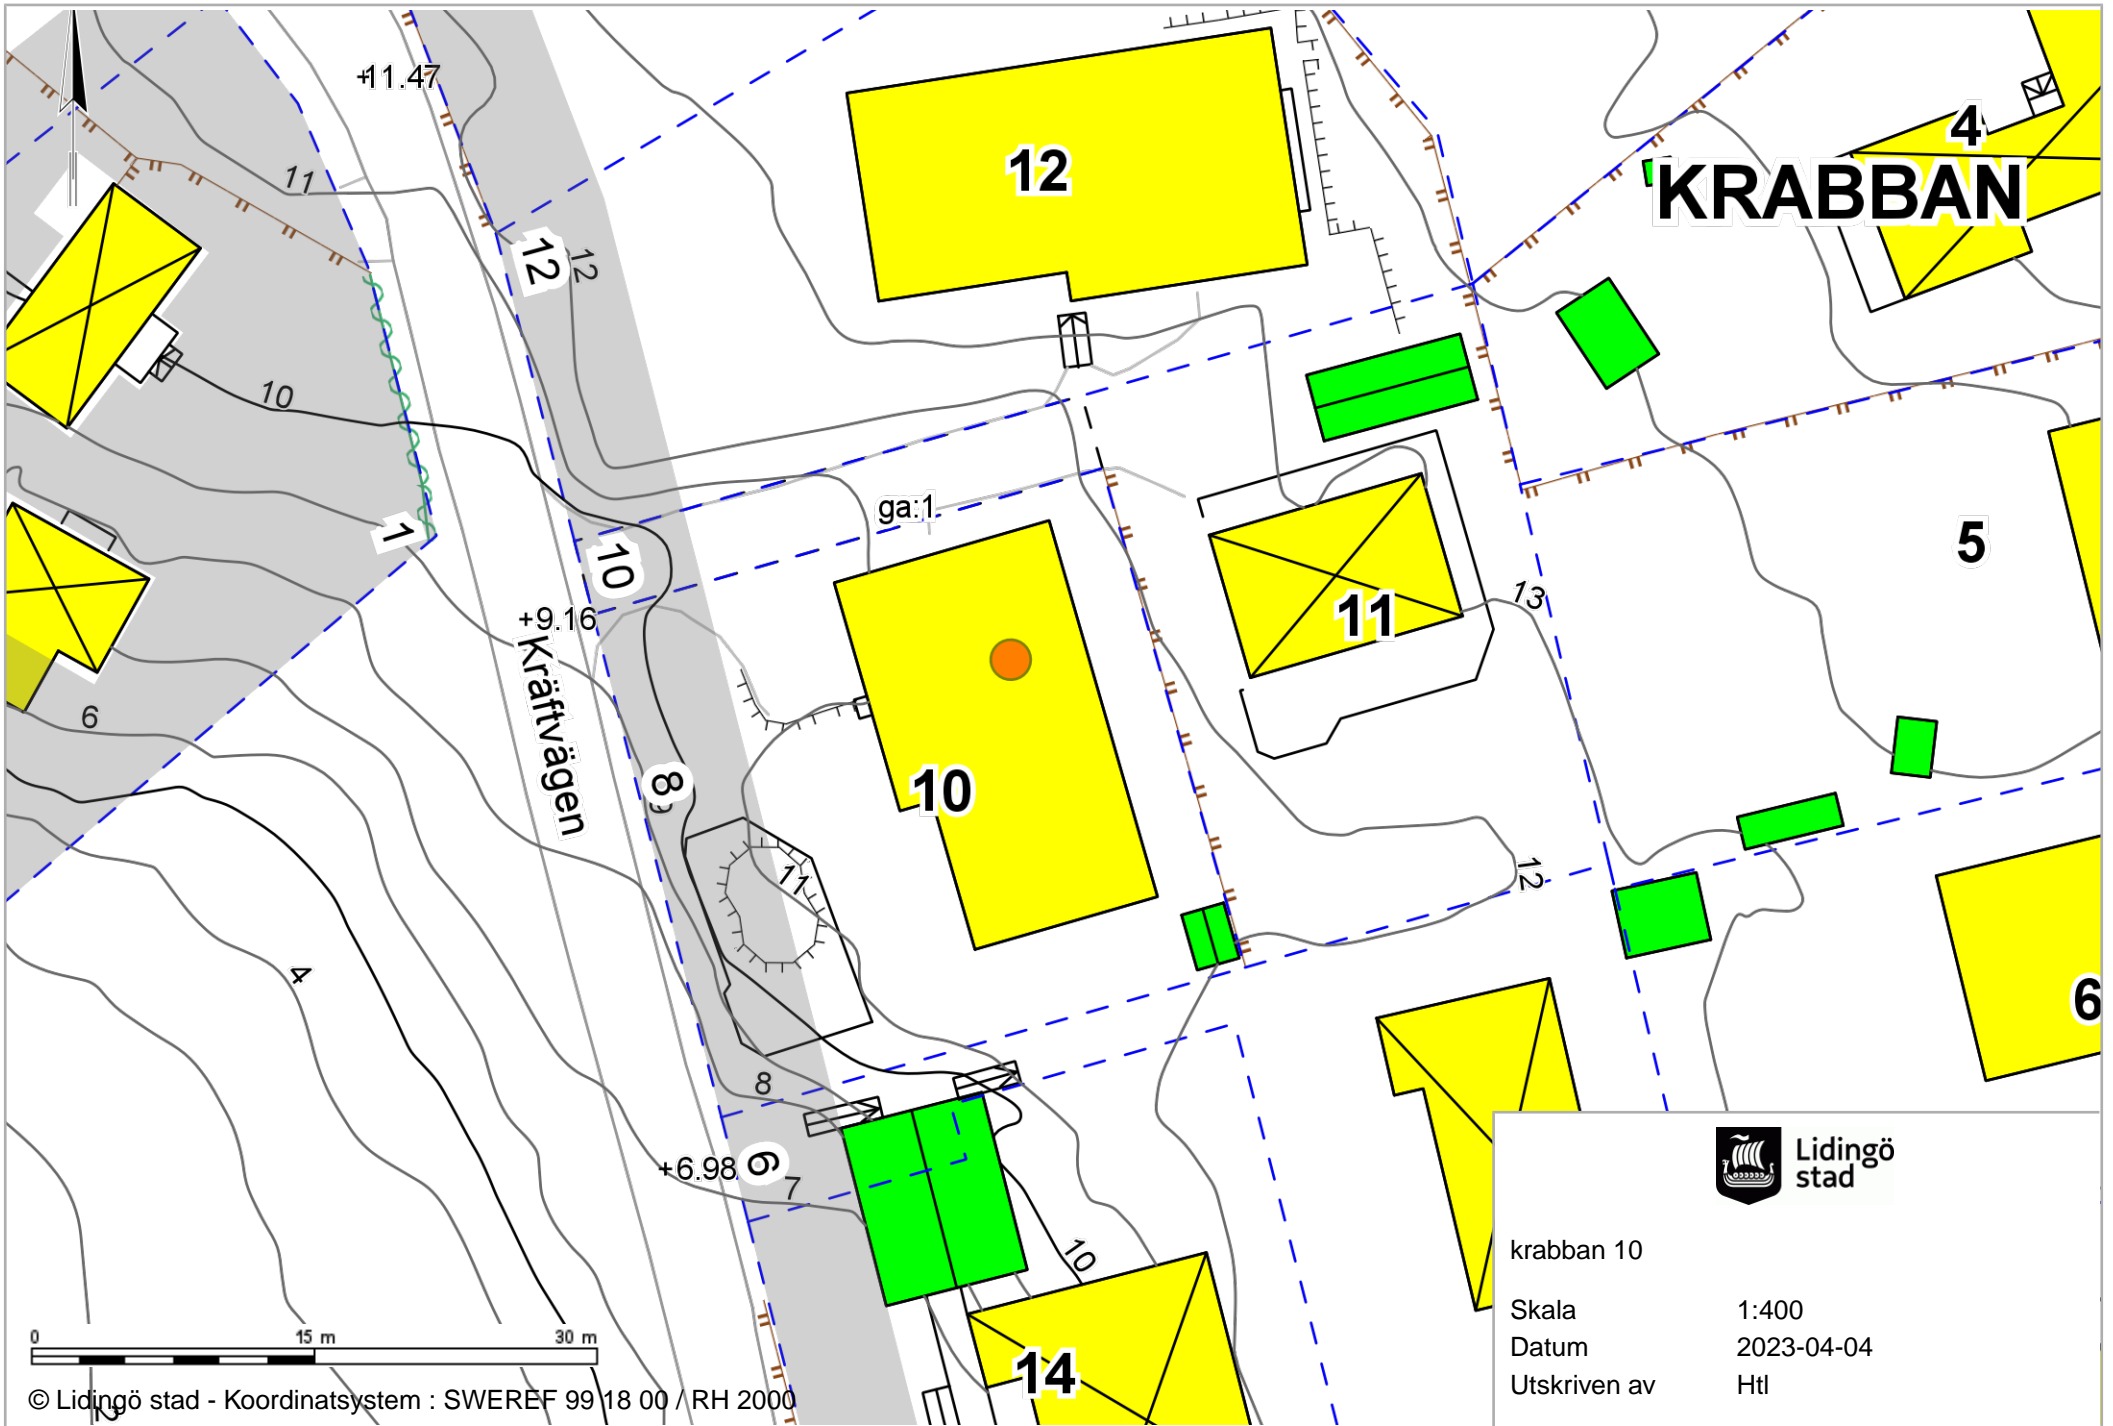 +11.47
12
4
KRABBAN
11
12
12
10
ga:1
1
10
5
11
13
+9.16
Kräftvägen
6
8
9
10
11
12
4
6
8
+6.98
6
7
10
14
2
0 15 m 30 m
© Lidingö stad - Koordinatsystem : SWEREF 99 18 00 / RH 2000
Lidingö
stad
krabban 10
Skala 1:400
Datum 2023-04-04
Utskriven av Htl